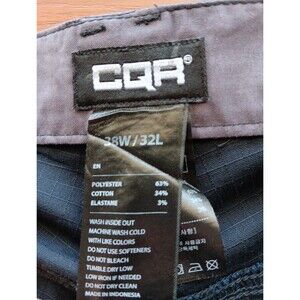 CQR®
38W/32L
EN
POLYESTER 63%
COTTON 34%
ELASTANE 3%
WASH INSIDE OUT
MACHINE WASH COLD
WITH LIKE COLORS
DO NOT USE SOFTENERS
DO NOT BLEACH
TUMBLE DRY LOW
LOW IRON IF NEEDED
DO NOT DRY CLEAN
MADE IN INDONESIA